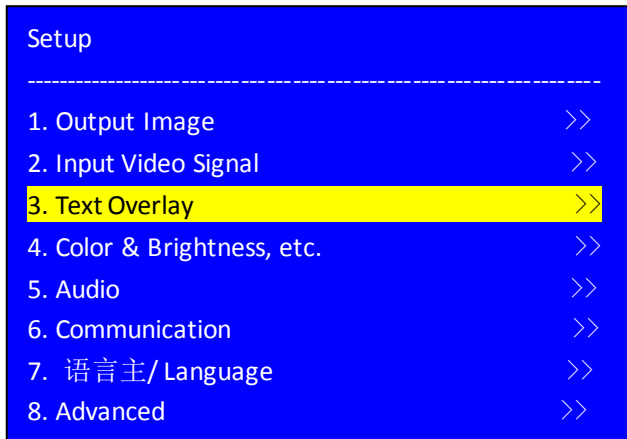 Setup
------------------------------------------------------------------------
1. Output Image >>
2. Input Video Signal >>
3. Text Overlay >>
4. Color & Brightness, etc. >>
5. Audio >>
6. Communication >>
7. 语言主/ Language >>
8. Advanced >>